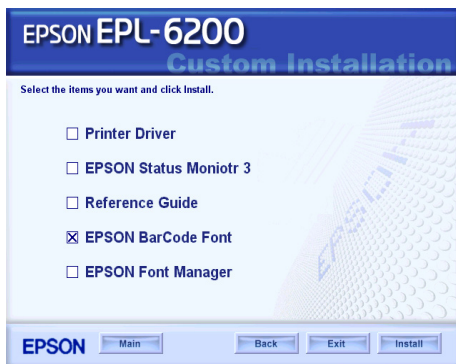 EPSON EPL-6200
Custom Installation
Select the items you want and click Install.
Printer Driver
EPSON Status Moniotr 3
Reference Guide
EPSON BarCode Font
EPSON Font Manager
EPSON
EPSON Main Back Exit Install